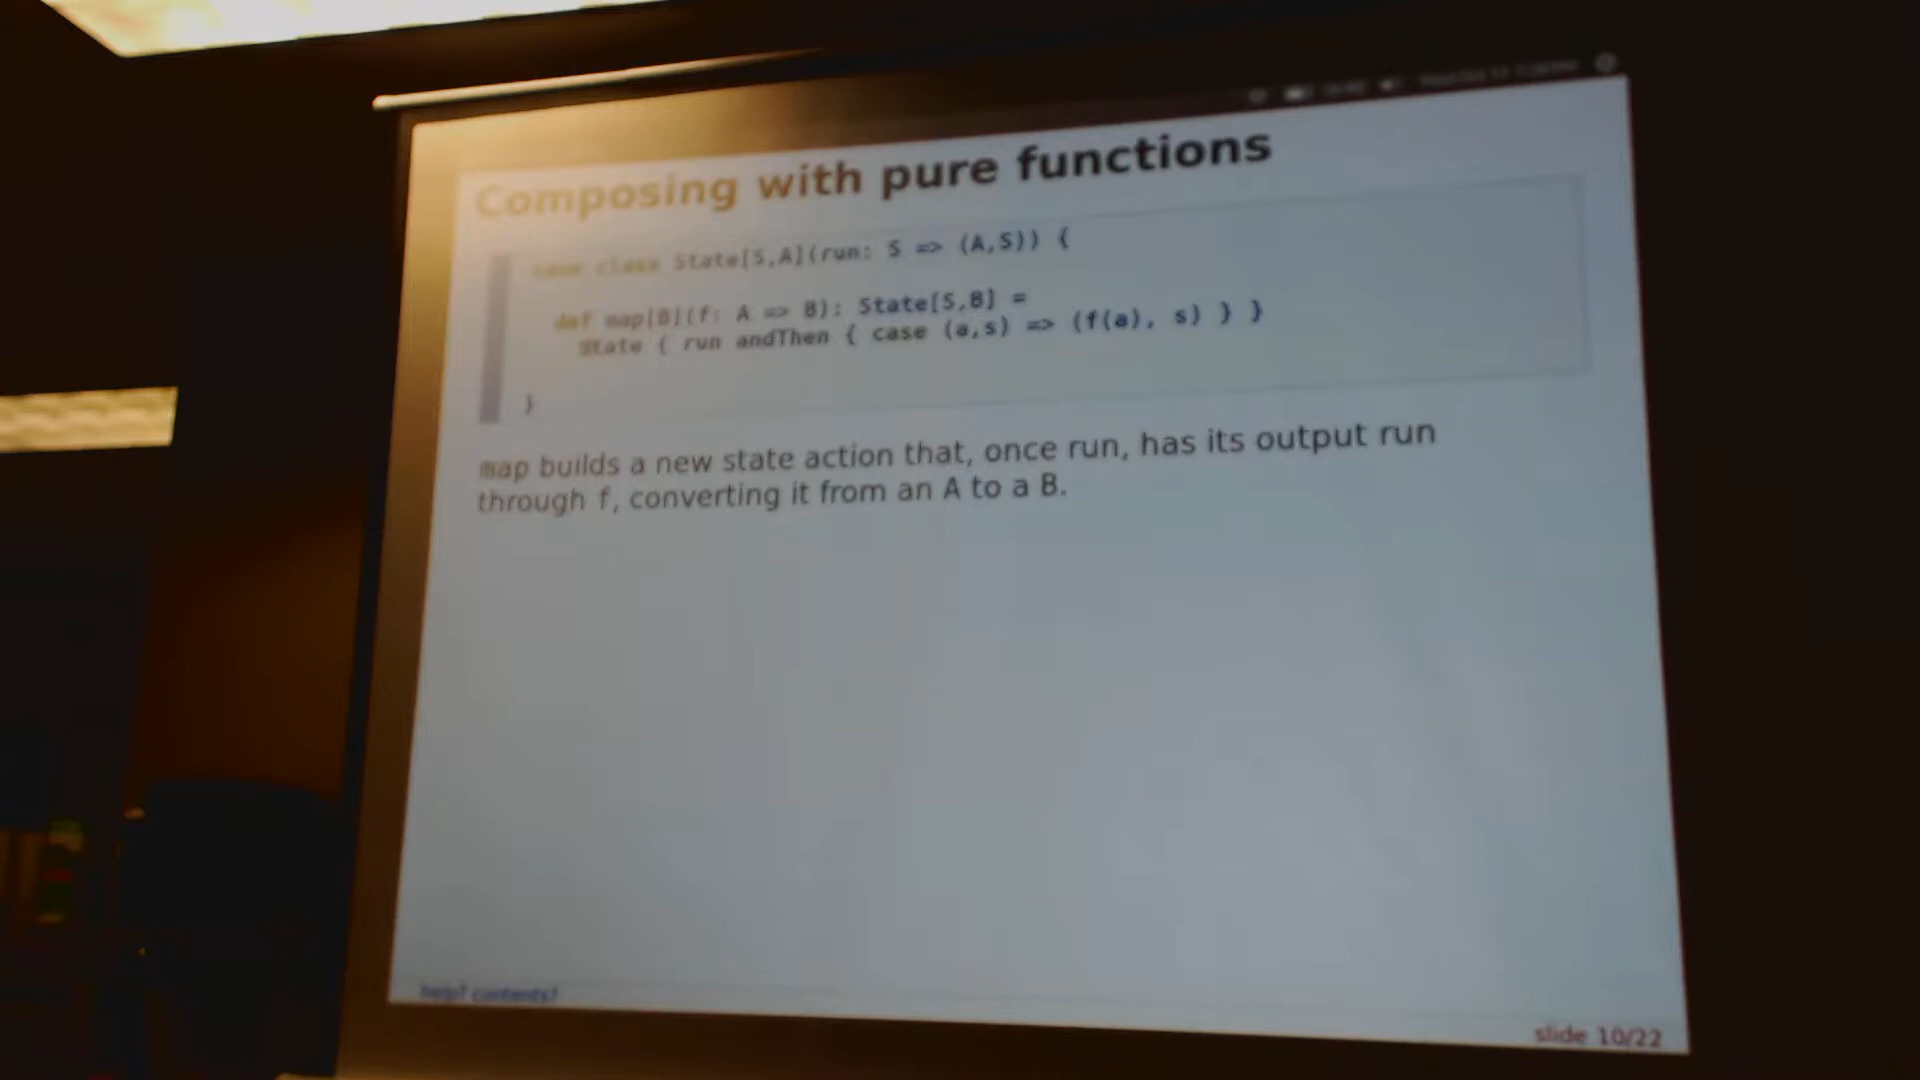 Composing with pure functions
case class State[S,A](run: S => (A,S)) {
def map[B](f: A => B): State[S,B] =
State { run andThen { case (a,s) => (f(a), s) } }
}
map builds a new state action that, once run, has its output run
through f, converting it from an A to a B.
help? contents?
slide 10/22